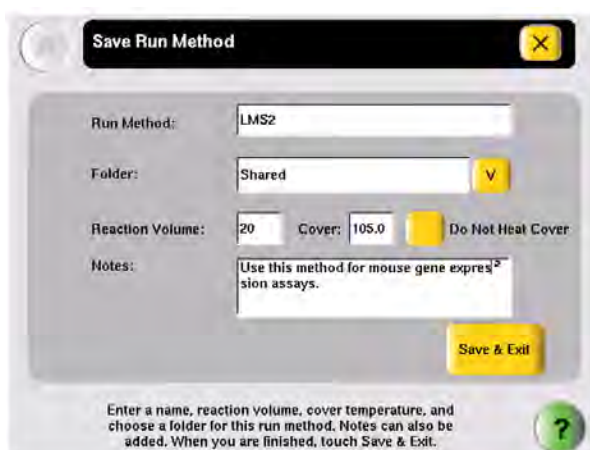 Save Run Method
Run Method: LMS2
Folder: Shared V
Reaction Volume: 20 Cover: 105.0 Do Not Heat Cover
Notes: Use this method for mouse gene expres
sion assays.
Save & Exit
Enter a name, reaction volume, cover temperature, and
choose a folder for this run method. Notes can also be
added. When you are finished, touch Save & Exit.
?